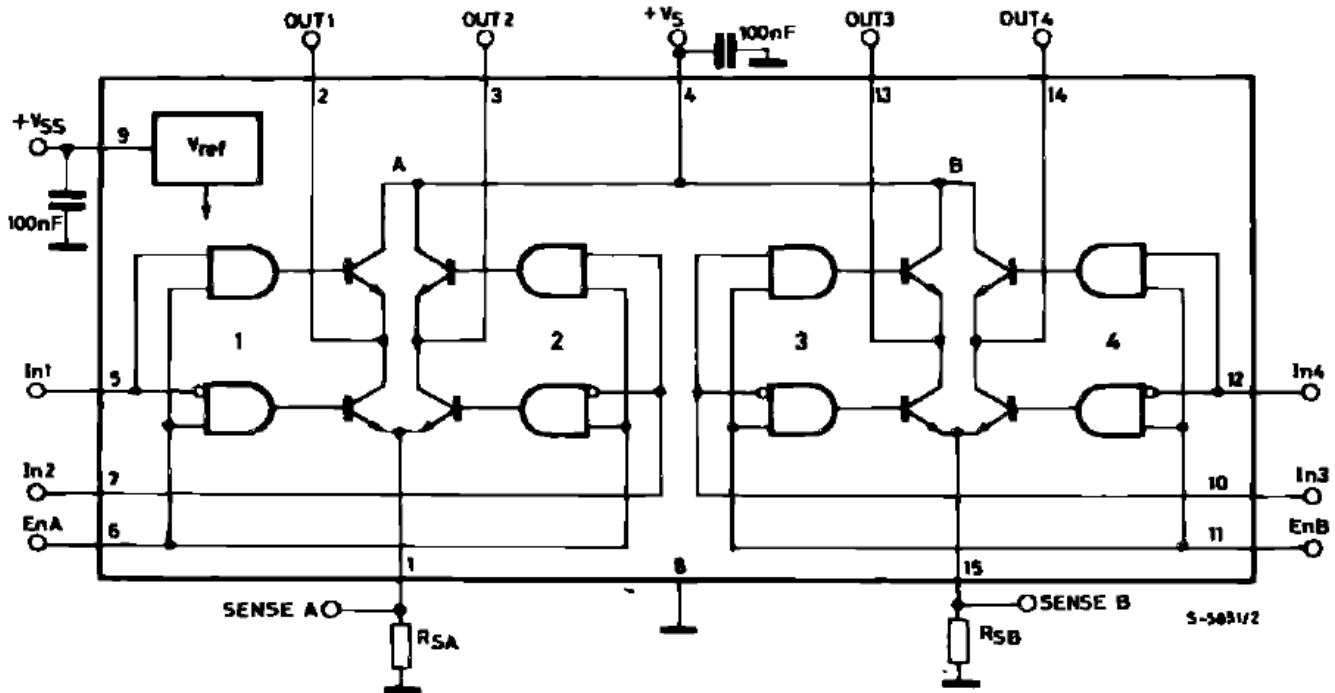 OUT1 OUT2 +VS OUT3 OUT4
100nF
2 3 4 13 14
+VSS 9 Vref
A B
100nF
1 2 3 4
In1 5 12 In4
In2 7 10 In3
EnA 6 11 EnB
1 8 15
SENSE A SENSE B
RSA RSB
S-5851/2